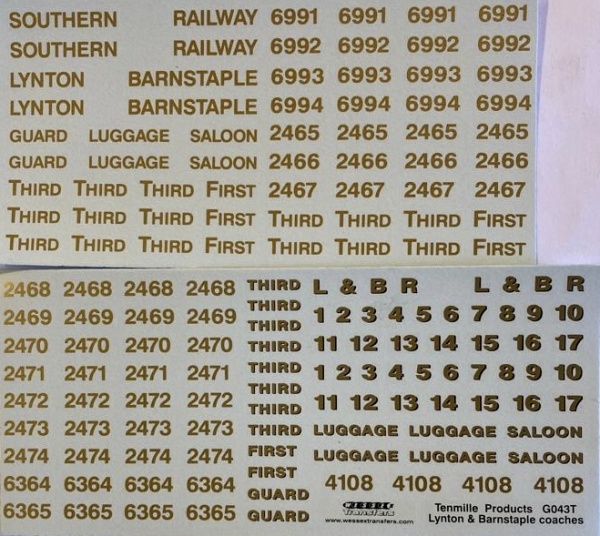 SOUTHERN RAILWAY 6991 6991 6991 6991
SOUTHERN RAILWAY 6992 6992 6992 6992
LYNTON BARNSTAPLE 6993 6993 6993 6993
LYNTON BARNSTAPLE 6994 6994 6994 6994
GUARD LUGGAGE SALOON 2465 2465 2465 2465
GUARD LUGGAGE SALOON 2466 2466 2466 2466
THIRD THIRD THIRD FIRST 2467 2467 2467 2467
THIRD THIRD THIRD FIRST THIRD THIRD THIRD FIRST
THIRD THIRD THIRD FIRST THIRD THIRD THIRD FIRST
2468 2468 2468 2468 THIRD L & B R L & B R
THIRD
2469 2469 2469 2469 THIRD 1 2 3 4 5 6 7 8 9 10
2470 2470 2470 2470 THIRD 11 12 13 14 15 16 17
2471 2471 2471 2471 THIRD 1 2 3 4 5 6 7 8 9 10
THIRD
2472 2472 2472 2472 THIRD 11 12 13 14 15 16 17
2473 2473 2473 2473 THIRD LUGGAGE LUGGAGE SALOON
2474 2474 2474 2474 FIRST LUGGAGE LUGGAGE SALOON
FIRST
6364 6364 6364 6364 GUARD 4108 4108 4108 4108
6365 6365 6365 6365 GUARD
WESSEX Transfers
www.wessextransfers.com
Tenmille Products G043T
Lynton & Barnstaple coaches